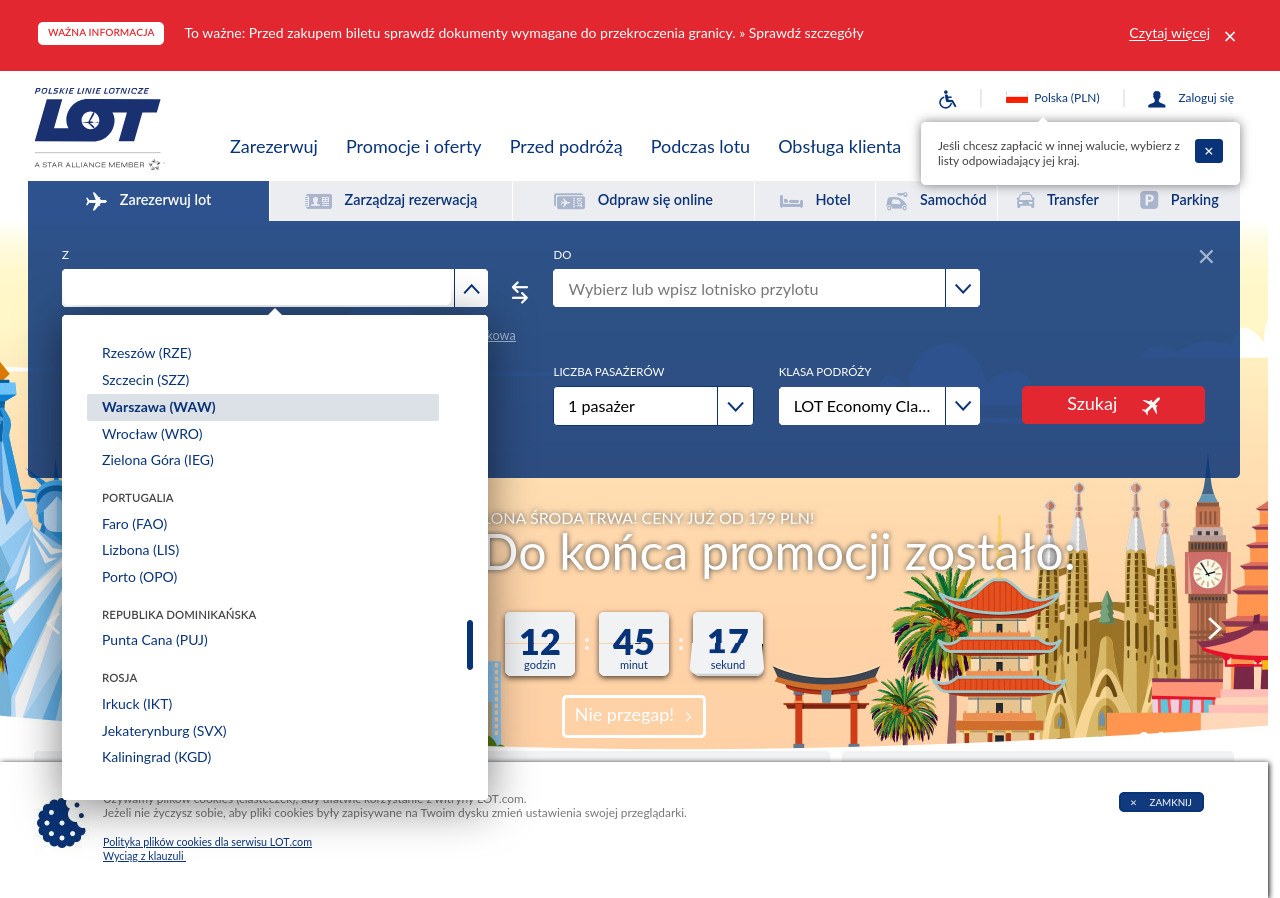 WAŻNA INFORMACJA
To ważne: Przed zakupem biletu sprawdź dokumenty wymagane do przekroczenia granicy. » Sprawdź szczegóły
Czytaj więcej
POLSKIE LINIE LOTNICZE
LOT
A STAR ALLIANCE MEMBER
Polska (PLN)
Zaloguj się
Zarezerwuj
Promocje i oferty
Przed podróżą
Podczas lotu
Obsługa klienta
Jeśli chcesz zapłacić w innej walucie, wybierz z
listy odpowiadający jej kraj.
Zarezerwuj lot
Zarządzaj rezerwacją
Odpraw się online
Hotel
Samochód
Transfer
Parking
Z
DO
Wybierz lub wpisz lotnisko przylotu
kowa
Rzeszów (RZE)
Szczecin (SZZ)
Warszawa (WAW)
Wrocław (WRO)
Zielona Góra (IEG)
PORTUGALIA
Faro (FAO)
Lizbona (LIS)
Porto (OPO)
REPUBLIKA DOMINIKAŃSKA
Punta Cana (PUJ)
ROSJA
Irkuck (IKT)
Jekaterynburg (SVX)
Kaliningrad (KGD)
LICZBA PASAŻERÓW
1 pasażer
KLASA PODRÓŻY
LOT Economy Cla...
Szukaj
LONA ŚRODA TRWA! CENY JUŻ OD 179 PLN!
Do końca promocji zostało:
12 : 45 : 17
godzin minut sekund
Nie przegap!
Używamy plików cookies (ciasteczek), aby ułatwić korzystanie z witryny LOT.com.
Jeżeli nie życzysz sobie, aby pliki cookies były zapisywane na Twoim dysku zmień ustawienia swojej przeglądarki.
Polityka plików cookies dla serwisu LOT.com
Wyciąg z klauzuli
× ZAMKNIJ